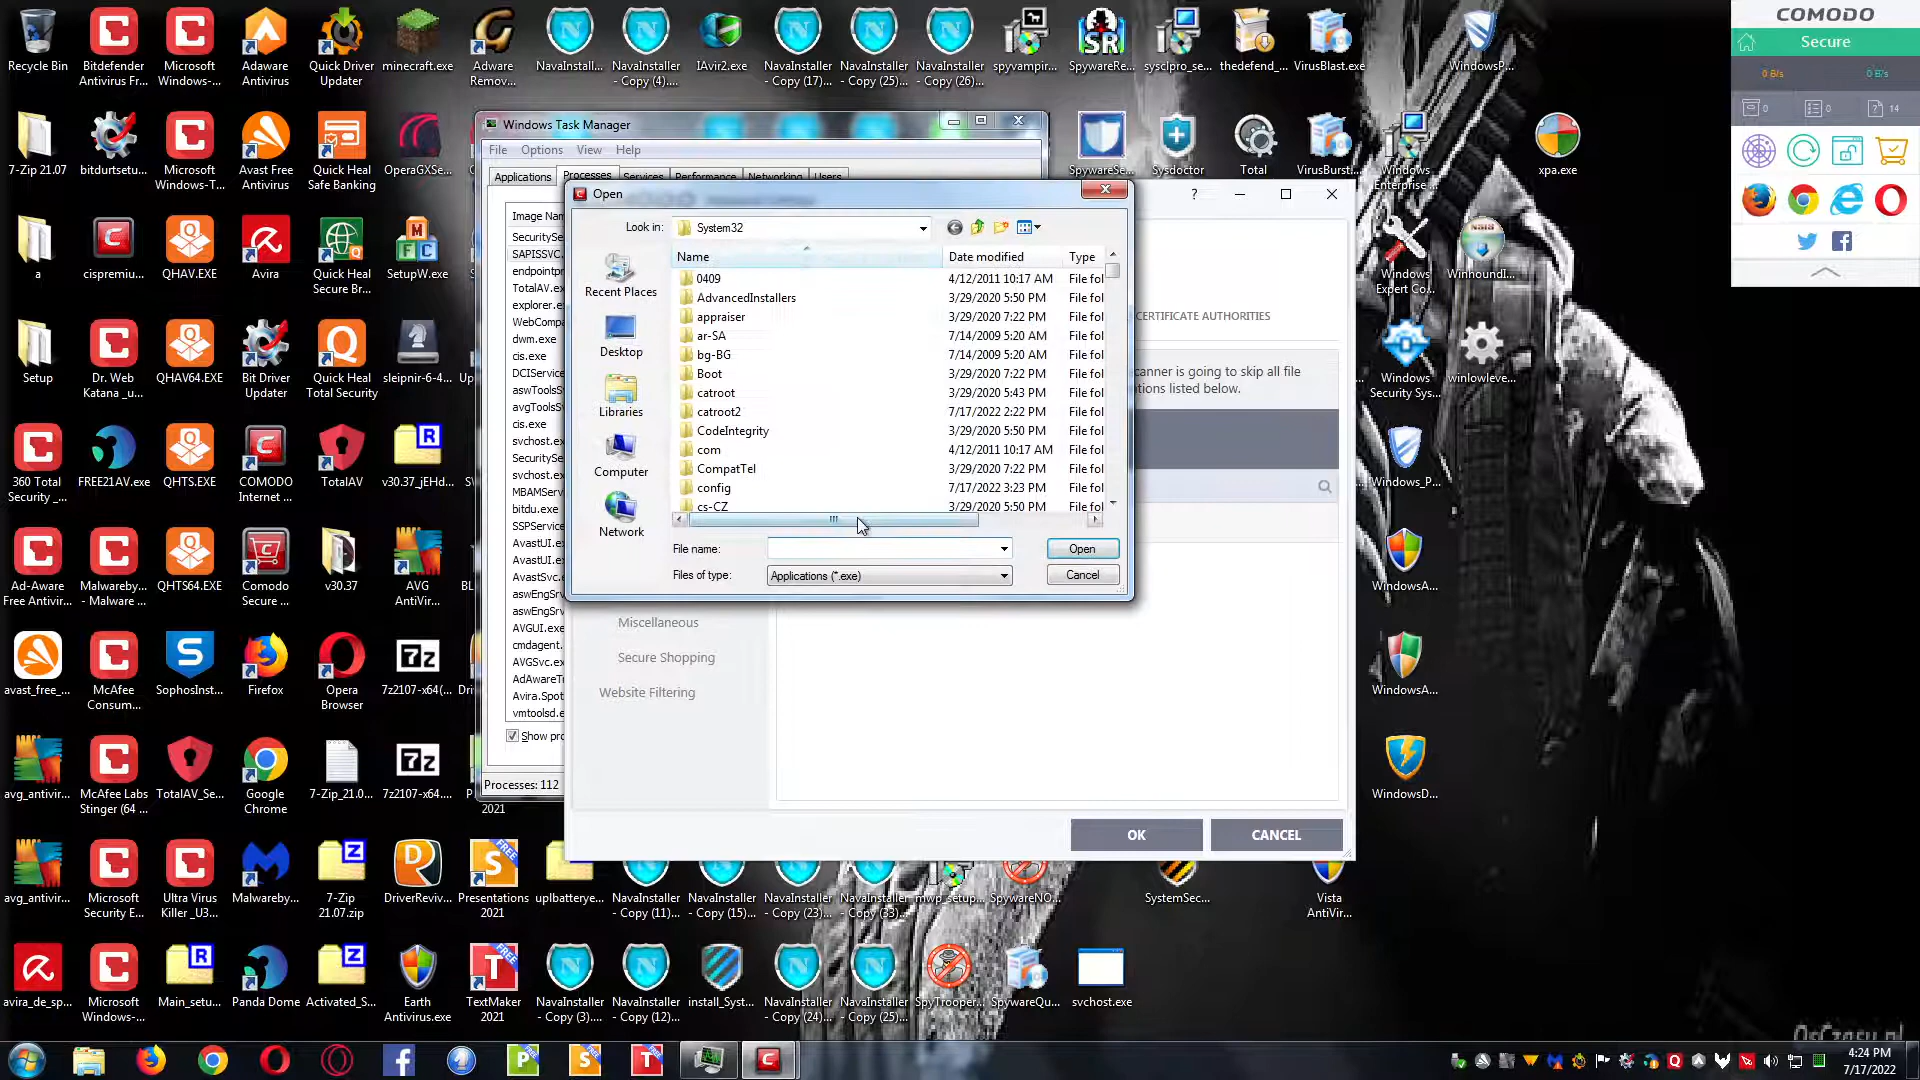 Recycle Bin
Bitdefender
Antivirus Fr...
Microsoft
Windows-...
Adaware
Antivirus
Quick Driver
Updater
minecraft.exe
Adware
Remov...
NavaInstall...
NavaInstaller
- Copy (4)....
IAvir2.exe
NavaInstaller
- Copy (17)...
NavaInstaller
- Copy (25)...
NavaInstaller
- Copy (26)...
spyvampir...
SR
SpywareRe...
sysclpro_se...
thedefend_...
VirusBlast.exe
WindowsP...
COMODO
Secure
0 B/s
0 B/s
0
0
14
7-Zip 21.07
bitdurtsetu...
Microsoft
Windows-T...
Avast Free
Antivirus
Quick Heal
Safe Banking
OperaGXSe...
SpywareSe...
Sysdoctor
Total
VirusBursti...
Windows
Enterprise ...
xpa.exe
Windows Task Manager
File Options View Help
Applications Processes Services Performance Networking Users
Image Nam
SecuritySe
SAPISSVC.
endpointpr
TotalAV.ex
explorer.ex
WebCompa
dwm.exe
cis.exe
DCIService
aswToolsS
avgToolsS
cis.exe
svchost.ex
SecuritySe
svchost.ex
MBAMServ
bitdu.exe
SSPService
AvastUI.ex
aswEngSrv
AvastUI.ex
AvastSvc.e
aswEngSrv
aswEngSrv
AVGUI.exe
cmdagent.
AVGSvc.ex
AdAwareTr
Avira.Spot
vmtoolsd.e
Show pro
Processes: 112
Open
Look in:
System32
Name
Date modified
Type
0409 4/12/2011 10:17 AM File fol
AdvancedInstallers 3/29/2020 5:50 PM File fol
appraiser 3/29/2020 7:22 PM File fol
ar-SA 7/14/2009 5:20 AM File fol
bg-BG 7/14/2009 5:20 AM File fol
Boot 3/29/2020 7:22 PM File fol
catroot 3/29/2020 5:43 PM File fol
catroot2 7/17/2022 2:22 PM File fol
CodeIntegrity 3/29/2020 5:50 PM File fol
com 4/12/2011 10:17 AM File fol
CompatTel 3/29/2020 7:22 PM File fol
config 7/17/2022 3:23 PM File fol
cs-CZ 3/29/2020 5:50 PM File fol
Recent Places
Desktop
Libraries
Computer
Network
File name:
Open
Files of type:
Applications (*.exe)
Cancel
CERTIFICATE AUTHORITIES
canner is going to skip all file
tions listed below.
Miscellaneous
Secure Shopping
Website Filtering
OK
CANCEL
a
cispremiu...
QHAV.EXE
Avira
Quick Heal
Secure Br...
SetupW.exe
Windows
Expert Co...
WinhoundI...
Setup
Dr. Web
Katana _u...
QHAV64.EXE
Bit Driver
Updater
Quick Heal
Total Security
sleipnir-6-4...
Windows
Security Sys...
winlowleve...
360 Total
Security _...
FREE21AV.exe
QHTS.EXE
COMODO
Internet ...
TotalAV
v30.37_jEHd...
Windows_P...
Ad-Aware
Free Antivir...
Malwareby...
- Malware ...
QHTS64.EXE
Comodo
Secure ...
v30.37
AVG
AntiVir...
WindowsA...
avast_free_...
McAfee
Consum...
SophosInst...
Firefox
Opera
Browser
7z2107-x64(...
WindowsA...
avg_antivir...
McAfee Labs
Stinger (64 ...
TotalAV_Se...
Google
Chrome
7-Zip_21.0...
7z2107-x64....
2021
WindowsD...
avg_antivir...
Microsoft
Security E...
Ultra Virus
Killer _U3...
Malwareby...
7-Zip
21.07.zip
DriverReviv...
Presentations
2021
uplbatterye...
NavaInstaller
- Copy (11)...
NavaInstaller
- Copy (15)...
NavaInstaller
- Copy (23)...
NavaInstaller
- Copy (33)...
mwp_setup...
SpywareNO...
SystemSec...
Vista
AntiVir...
avira_de_sp...
Microsoft
Windows-...
Main_setu...
Panda Dome
Activated_S...
Earth
Antivirus.exe
TextMaker
2021
NavaInstaller
- Copy (3)....
NavaInstaller
- Copy (12)...
install_Syst...
NavaInstaller
- Copy (24)...
NavaInstaller
- Copy (25)...
SpyTrooper...
SpywareQu...
svchost.exe
4:24 PM
7/17/2022